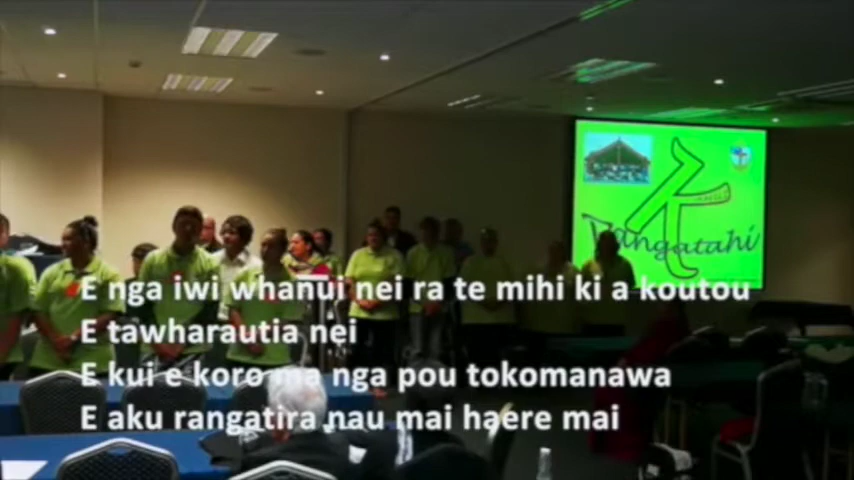 Rangatahi
E nga iwi whanui nei ra te mihi ki a koutou
E tawharautia nei
E kui e koro ma nga pou tokomanawa
E aku rangatira nau mai haere mai